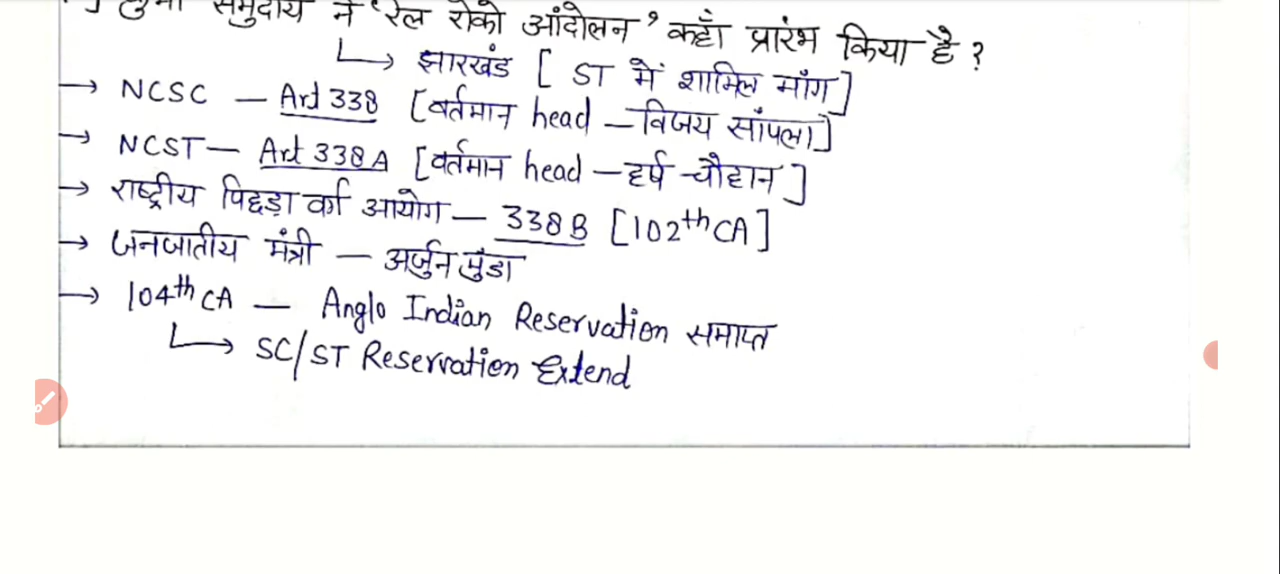 समुदाय ने 'रेल रोको आंदोलन' कहाँ प्रारंभ किया है ?
↳ झारखंड [ ST में शामिल माँग ]
→ NCSC – Art 338 [वर्तमान head – विजय सांपला]
→ NCST – Art 338A [वर्तमान head – हर्ष चौहान]
→ राष्ट्रीय पिछड़ा वर्ग आयोग – 338B [102th CA]
→ जनजातीय मंत्री – अर्जुन मुंडा
→ 104th CA – Anglo Indian Reservation समाप्त
↳ SC/ST Reservation Extend